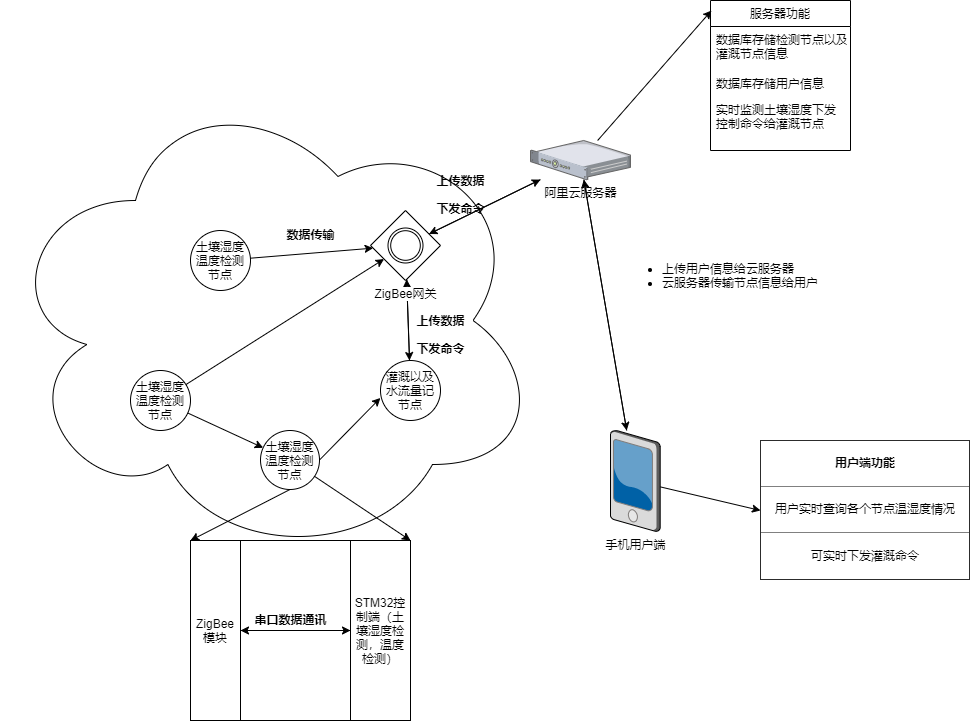 服务器功能
数据库存储检测节点以及
灌溉节点信息
数据库存储用户信息
实时监测土壤湿度下发
控制命令给灌溉节点
上传数据
下发命令
阿里云服务器
土壤湿度
温度检测
节点
数据传输
ZigBee网关
上传用户信息给云服务器
云服务器传输节点信息给用户
上传数据
下发命令
土壤湿度
温度检测
节点
灌溉以及
水流量记
节点
土壤湿度
温度检测
节点
手机用户端
用户端功能
用户实时查询各个节点温湿度情况
可实时下发灌溉命令
ZigBee
模块
串口数据通讯
STM32控
制端（土
壤湿度检
测，温度
检测）